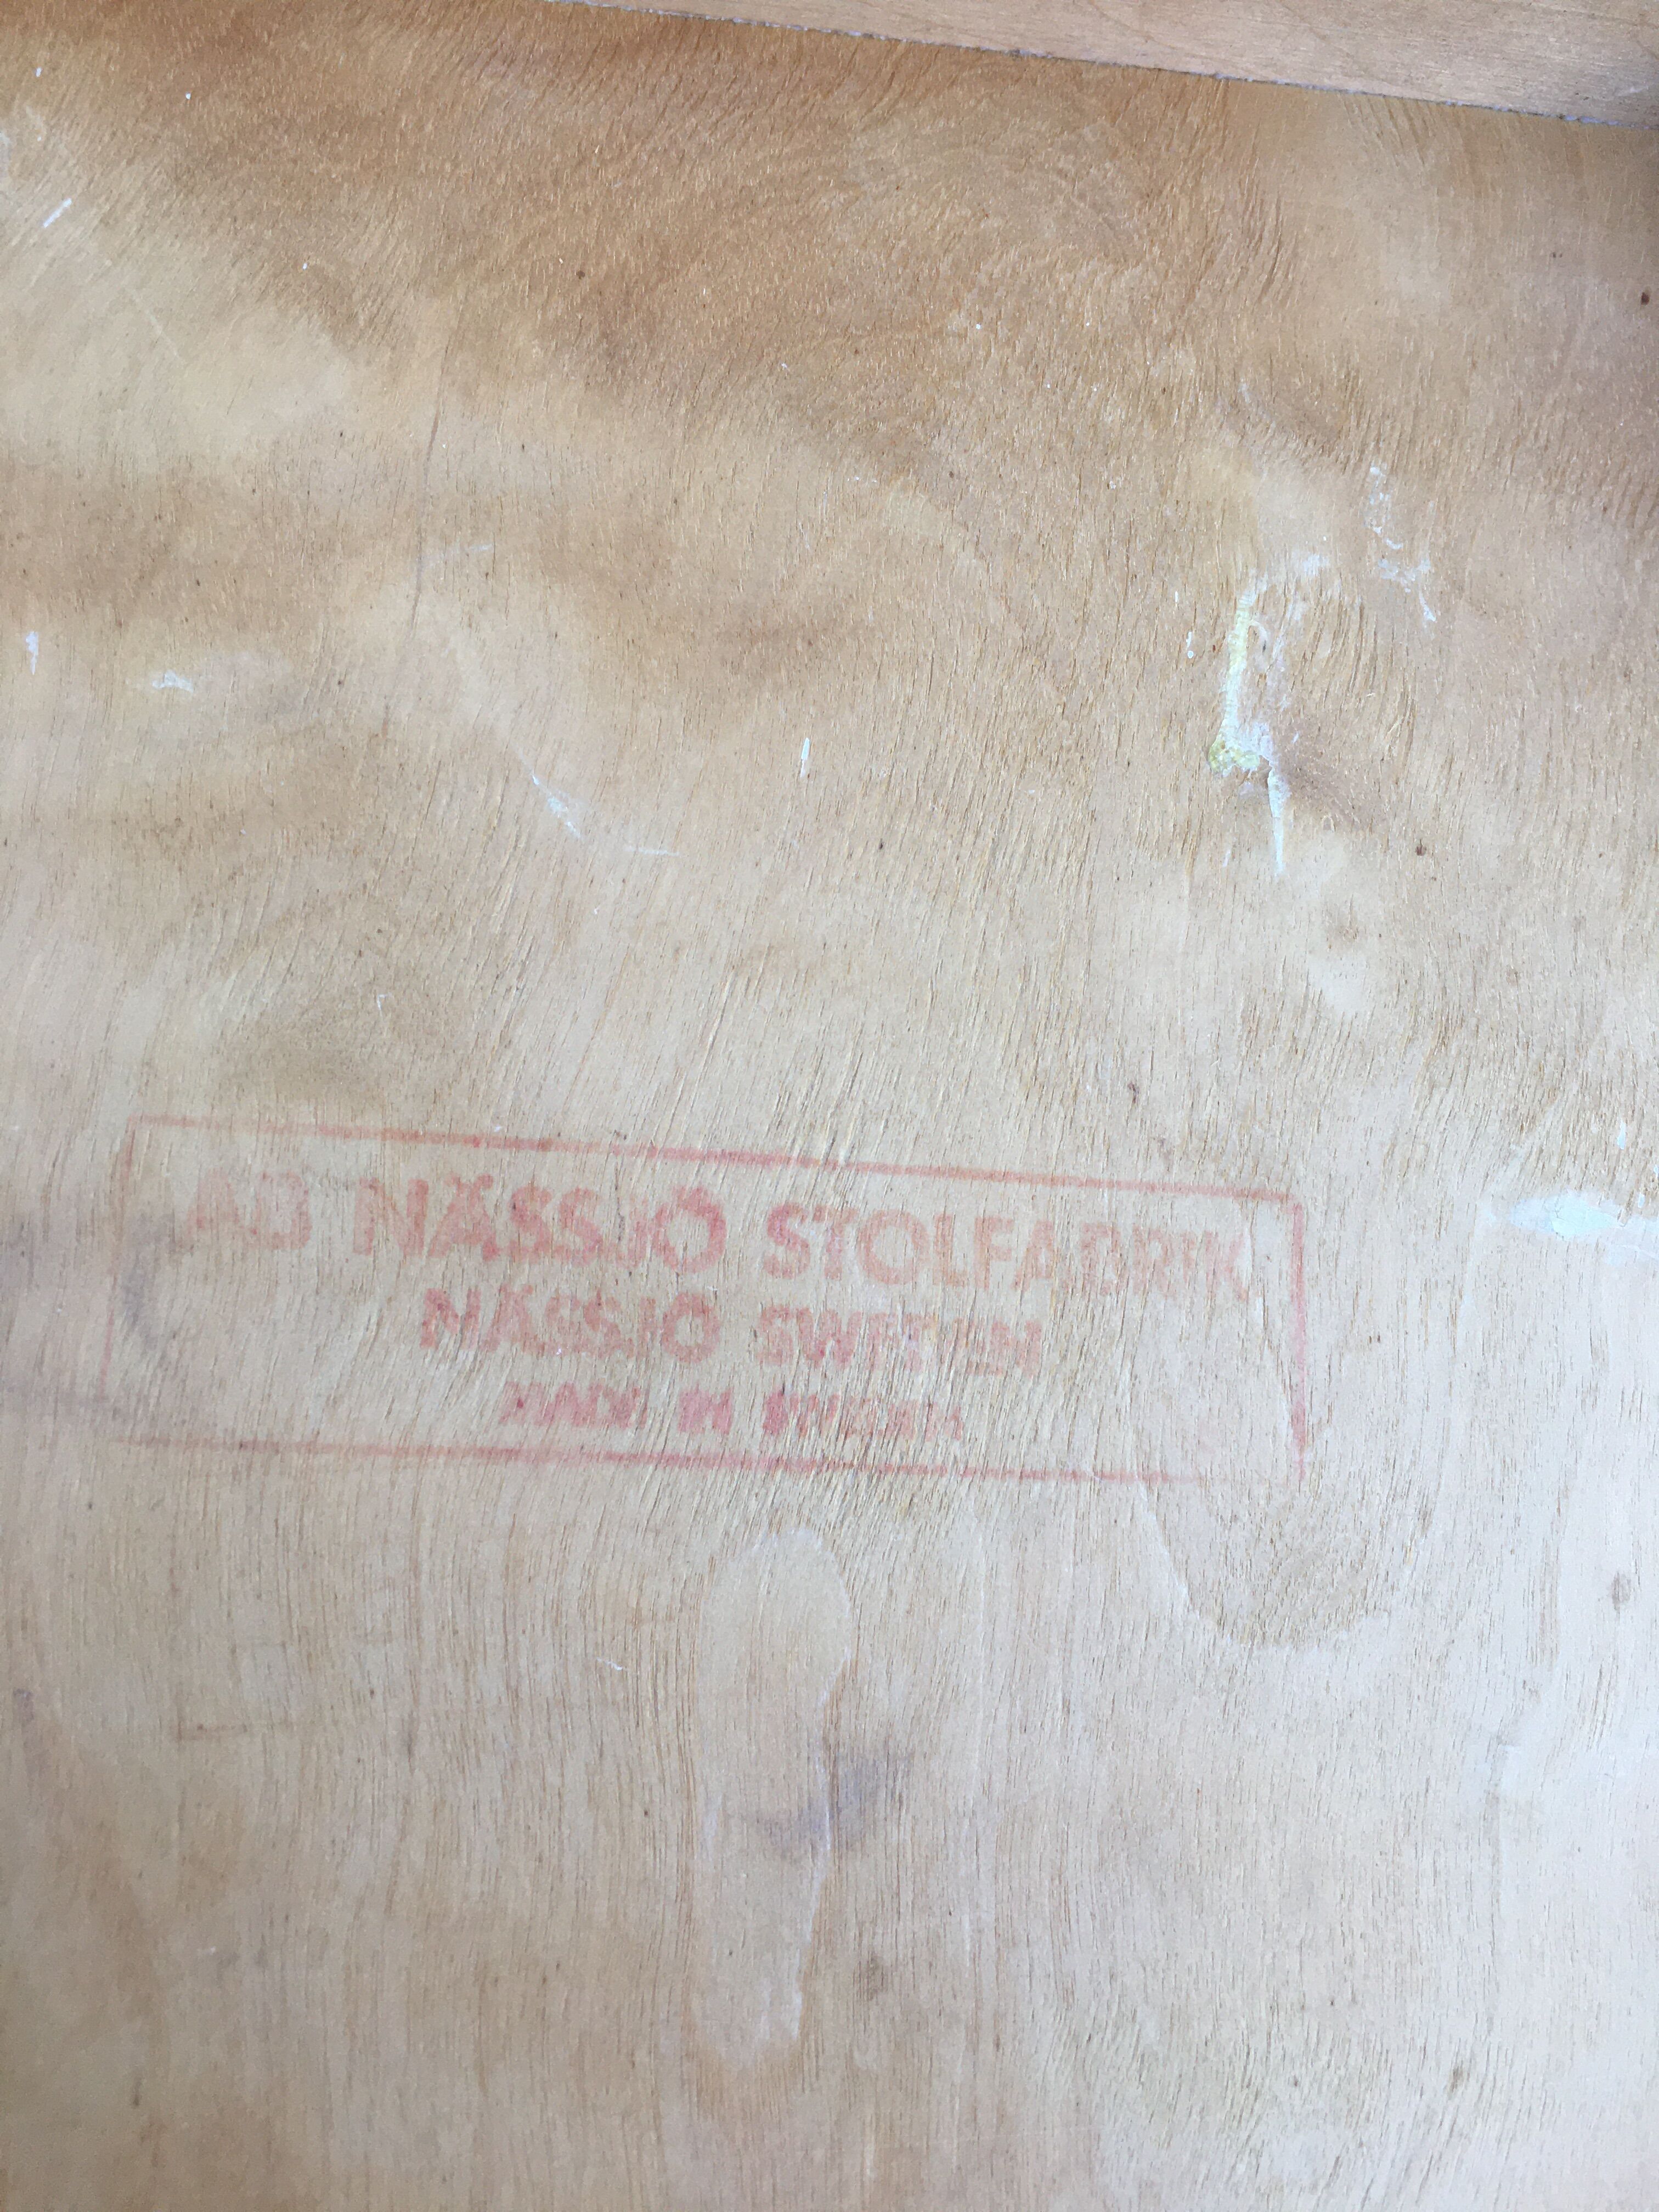 AB NÄSSJÖ STOLFABRIK
NÄSSJÖ SWEDEN
MADE IN SWEDEN